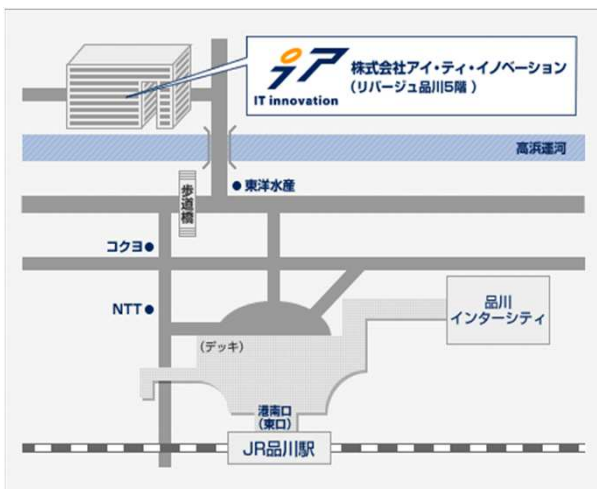 株式会社アイ・ティ・イノベーション
IT innovation
(リバージュ品川5階 )
高浜運河
東洋水産
歩道橋
コクヨ
NTT
品川
インターシティ
(デッキ)
港南口
(東口)
JR品川駅